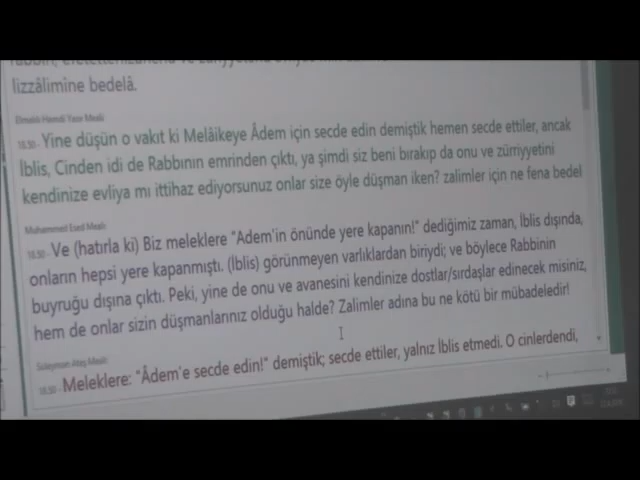 lizzâlimîne bedelâ.
Elmalılı Hamdi Yazır Meali
18.50 - Yine düşün o vakıt ki Melâikeye Âdem için secde edin demiştik hemen secde ettiler, ancak
İblis, Cinden idi de Rabbının emrinden çıktı, ya şimdi siz beni bırakıp da onu ve zürriyyetini
kendinize evliya mı ittihaz ediyorsunuz onlar size öyle düşman iken? zalimler için ne fena bedel
Muhammed Esed Meali
18.50 - Ve (hatırla ki) Biz meleklere "Adem'in önünde yere kapanın!" dediğimiz zaman, İblis dışında,
onların hepsi yere kapanmıştı. (İblis) görünmeyen varlıklardan biriydi; ve böylece Rabbinin
buyruğu dışına çıktı. Peki, yine de onu ve avanesini kendinize dostlar/sırdaşlar edinecek misiniz,
hem de onlar sizin düşmanlarınız olduğu halde? Zalimler adına bu ne kötü bir mübadeledir!
Süleyman Ateş Meali
18.50 - Meleklere: "Âdem'e secde edin!" demiştik; secde ettiler, yalnız İblis etmedi. O cinlerdendi,